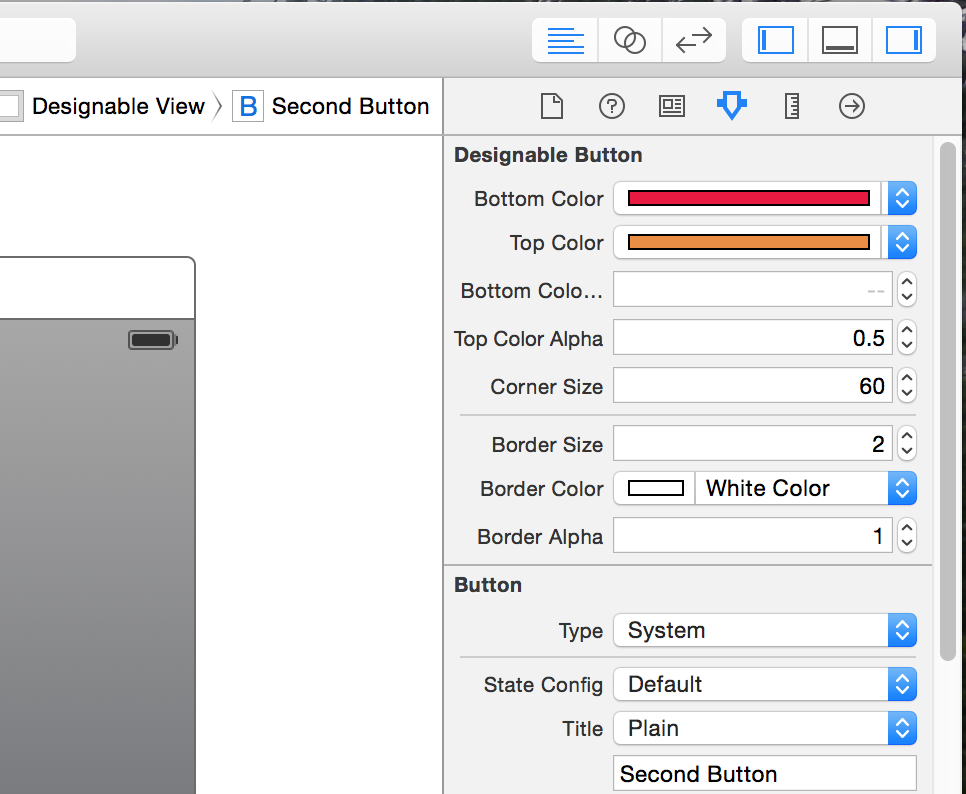 Designable View
B Second Button
Designable Button
Bottom Color
Top Color
Bottom Colo... --
Top Color Alpha 0.5
Corner Size 60
Border Size 2
Border Color White Color
Border Alpha 1
Button
Type System
State Config Default
Title Plain
Second Button